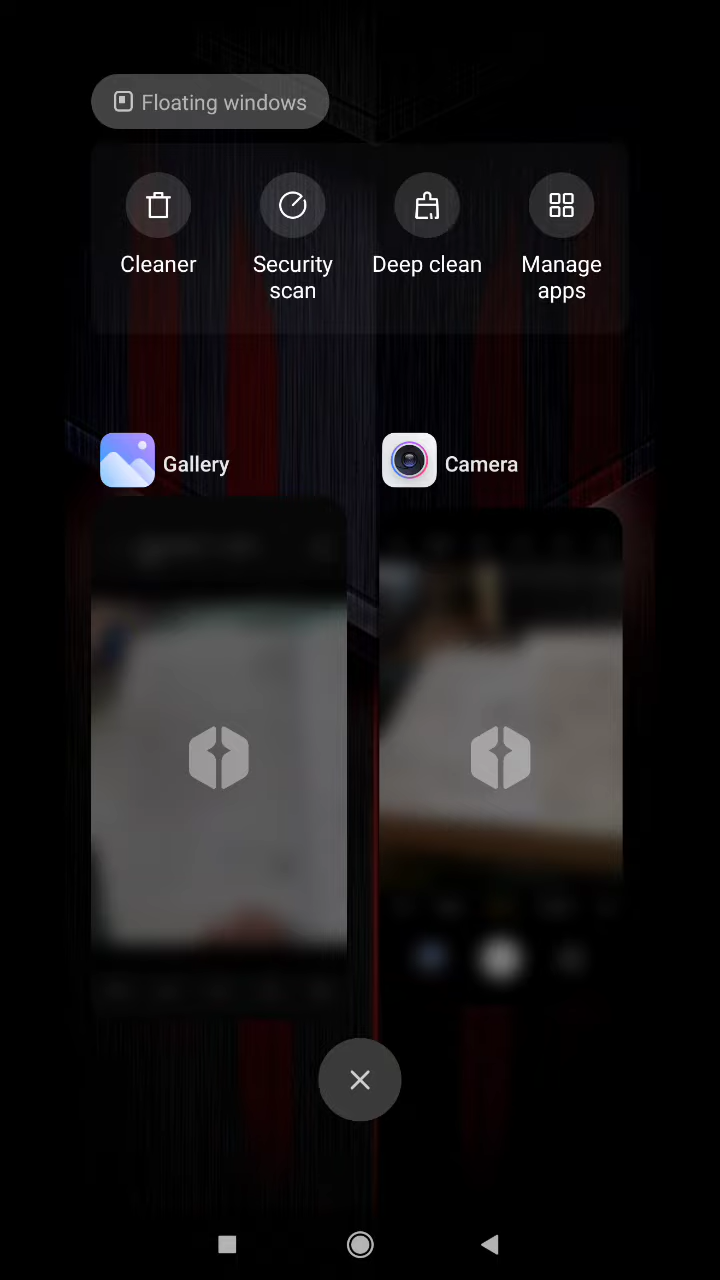 Floating windows
Cleaner
Security
scan
Deep clean
Manage
apps
Gallery
Camera